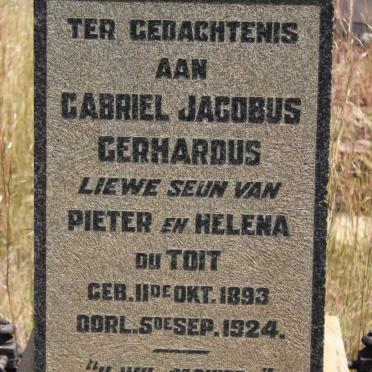 TER GEDACHTENIS
AAN
GABRIEL JACOBUS
GERHARDUS
LIEWE SEUN VAN
PIETER EN HELENA
DU TOIT
GEB. 11DE OKT. 1893
OORL. 5DE SEP. 1924.
"U WIL